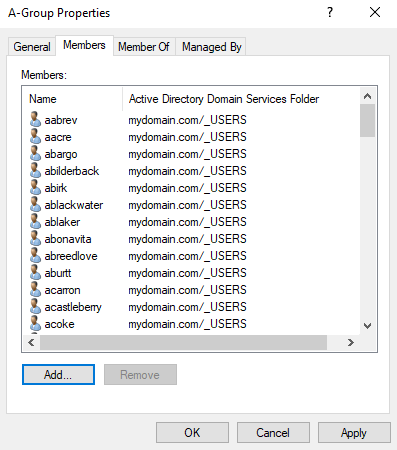 A-Group Properties ? ×
General Members Member Of Managed By
Members:
Name Active Directory Domain Services Folder
aabrev mydomain.com/_USERS
aacre mydomain.com/_USERS
abargo mydomain.com/_USERS
abilderback mydomain.com/_USERS
abirk mydomain.com/_USERS
ablackwater mydomain.com/_USERS
ablaker mydomain.com/_USERS
abonavita mydomain.com/_USERS
abreedlove mydomain.com/_USERS
aburtt mydomain.com/_USERS
acarron mydomain.com/_USERS
acastleberry mydomain.com/_USERS
acoke mydomain.com/_USERS
Add... Remove
OK Cancel Apply